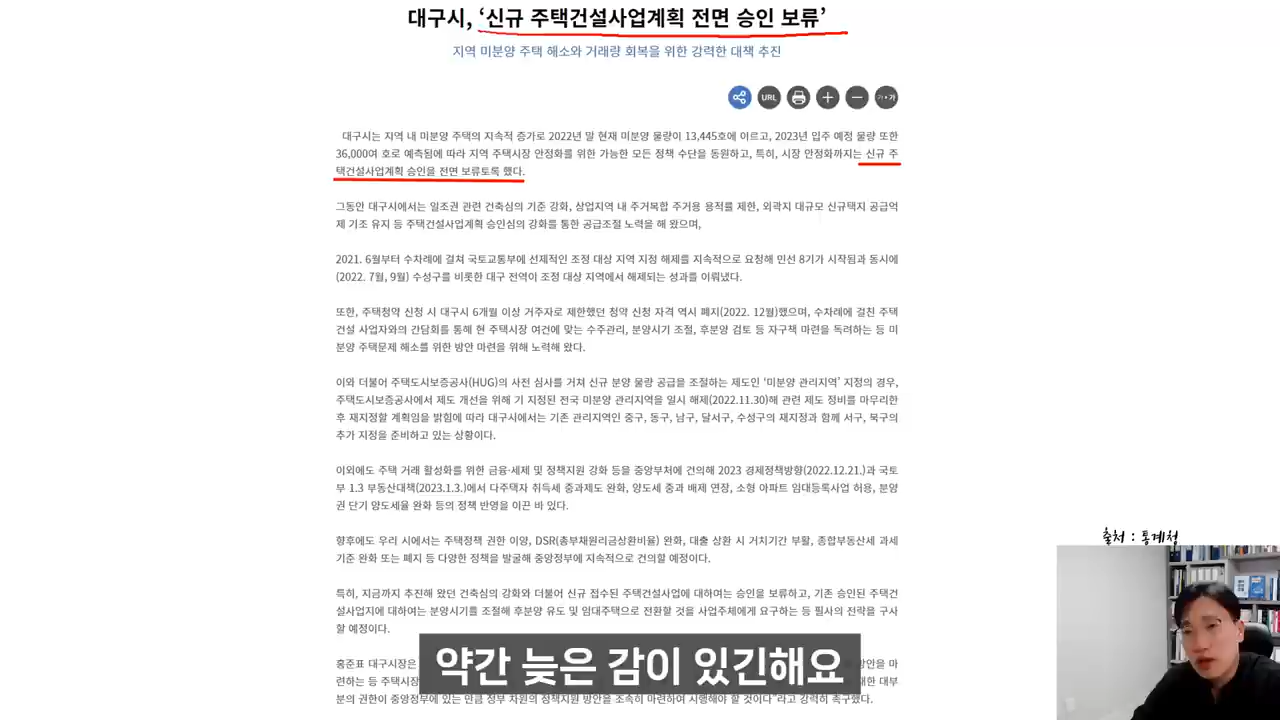 대구시, ‘신규 주택건설사업계획 전면 승인 보류’
지역 미분양 주택 해소와 거래량 회복을 위한 강력한 대책 추진
URL
가•가
대구시는 지역 내 미분양 주택의 지속적 증가로 2022년 말 현재 미분양 물량이 13,445호에 이르고, 2023년 입주 예정 물량 또한
36,000여 호로 예측됨에 따라 지역 주택시장 안정화를 위한 가능한 모든 정책 수단을 동원하고, 특히, 시장 안정화까지는 신규 주
택건설사업계획 승인을 전면 보류토록 했다.
그동안 대구시에서는 일조권 관련 건축심의 기준 강화, 상업지역 내 주거복합 주거용 용적률 제한, 외곽지 대규모 신규택지 공급억
제 기조 유지 등 주택건설사업계획 승인심의 강화를 통한 공급조절 노력을 해 왔으며,
2021. 6월부터 수차례에 걸쳐 국토교통부에 선제적인 조정 대상 지역 지정 해제를 지속적으로 요청해 민선 8기가 시작됨과 동시에
(2022. 7월, 9월) 수성구를 비롯한 대구 전역이 조정 대상 지역에서 해제되는 성과를 이뤄냈다.
또한, 주택청약 신청 시 대구시 6개월 이상 거주자로 제한했던 청약 신청 자격 역시 폐지(2022. 12월)했으며, 수차례에 걸친 주택
건설 사업자와의 간담회를 통해 현 주택시장 여건에 맞는 수주관리, 분양시기 조절, 후분양 검토 등 자구책 마련을 독려하는 등 미
분양 주택문제 해소를 위한 방안 마련을 위해 노력해 왔다.
이와 더불어 주택도시보증공사(HUG)의 사전 심사를 거쳐 신규 분양 물량 공급을 조절하는 제도인 ‘미분양 관리지역’ 지정의 경우,
주택도시보증공사에서 제도 개선을 위해 기 지정된 전국 미분양 관리지역을 일시 해제(2022.11.30)해 관련 제도 정비를 마무리한
후 재지정할 계획임을 밝힘에 따라 대구시에서는 기존 관리지역인 중구, 동구, 남구, 달서구, 수성구의 재지정과 함께 서구, 북구의
추가 지정을 준비하고 있는 상황이다.
이외에도 주택 거래 활성화를 위한 금융·세제 및 정책지원 강화 등을 중앙부처에 건의해 2023 경제정책방향(2022.12.21.)과 국토
부 1.3 부동산대책(2023.1.3.)에서 다주택자 취득세 중과제도 완화, 양도세 중과 배제 연장, 소형 아파트 임대등록사업 허용, 분양
권 단기 양도세율 완화 등의 정책 반영을 이끈 바 있다.
향후에도 우리 시에서는 주택정책 권한 이양, DSR(총부채원리금상환비율) 완화, 대출 상환 시 거치기간 부활, 종합부동산세 과세
기준 완화 또는 폐지 등 다양한 정책을 발굴해 중앙정부에 지속적으로 건의할 예정이다.
특히, 지금까지 추진해 왔던 건축심의 강화와 더불어 신규 접수된 주택건설사업에 대하여는 승인을 보류하고, 기존 승인된 주택건
설사업지에 대하여는 분양시기를 조절해 후분양 유도 및 임대주택으로 전환할 것을 사업주체에게 요구하는 등 필사의 전략을 구사
할 예정이다.
홍준표 대구시장은 방안을 마
련하는 등 주택시장 대한 대부
분의 권한이 중앙정부에 있는 만큼 정부 차원의 정책지원 방안을 조속히 마련하여 시행해야 할 것이다”라고 강력히 촉구했다.
출처 : 통계청
약간 늦은 감이 있긴해요